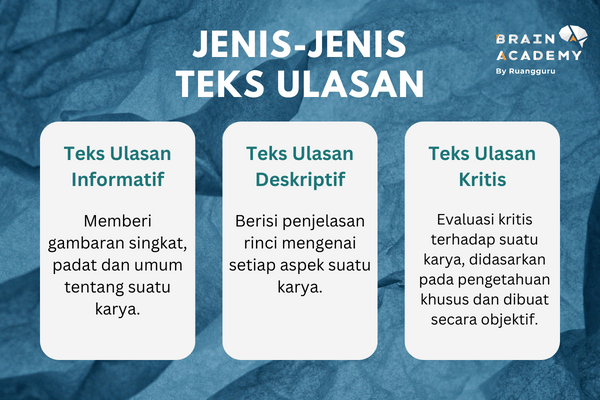 JENIS-JENIS
TEKS ULASAN
BRAIN
ACADEMY
By Ruangguru
Teks Ulasan
Informatif
Memberi
gambaran singkat,
padat dan umum
tentang suatu
karya.
Teks Ulasan
Deskriptif
Berisi penjelasan
rinci mengenai
setiap aspek suatu
karya.
Teks Ulasan
Kritis
Evaluasi kritis
terhadap suatu
karya, didasarkan
pada pengetahuan
khusus dan dibuat
secara objektif.